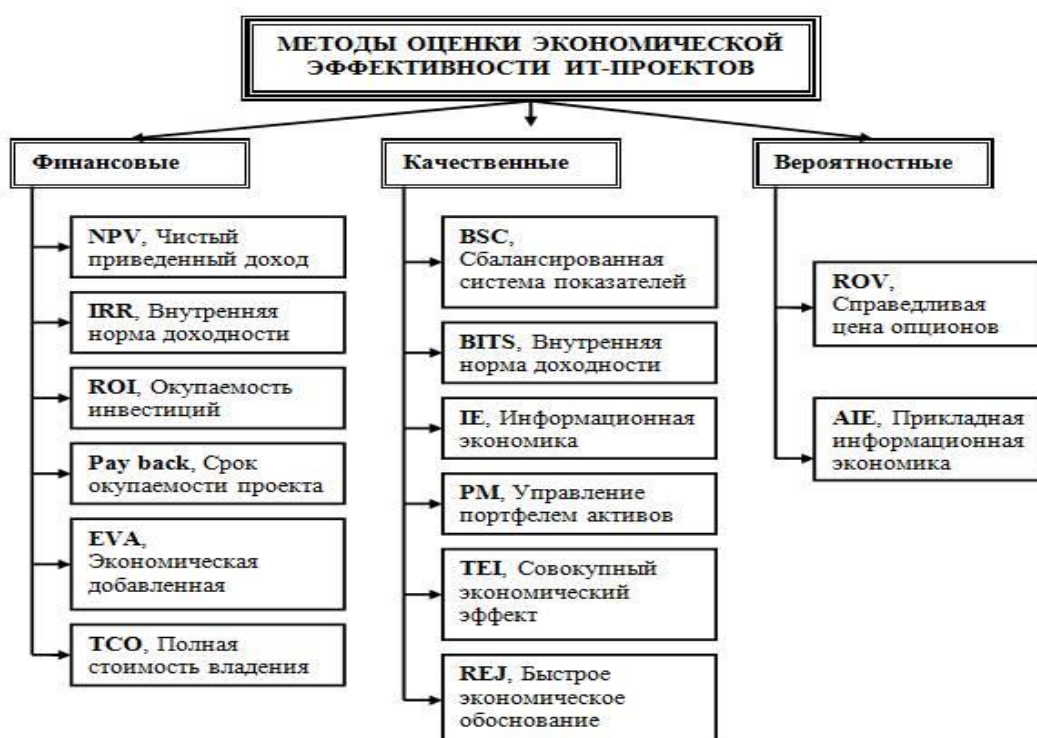 МЕТОДЫ ОЦЕНКИ ЭКОНОМИЧЕСКОЙ
ЭФФЕКТИВНОСТИ ИТ-ПРОЕКТОВ
Финансовые
NPV, Чистый
приведенный доход
IRR, Внутренняя
норма доходности
ROI, Окупаемость
инвестиций
Pay back, Срок
окупаемости проекта
EVA,
Экономическая
добавленная
TCO, Полная
стоимость владения
Качественные
BSC,
Сбалансированная
система показателей
BITS, Внутренняя
норма доходности
IE, Информационная
экономика
PM, Управление
портфелем активов
TEI, Совокупный
экономический
эффект
REJ, Быстрое
экономическое
обоснование
Вероятностные
ROV,
Справедливая
цена опционов
AIE, Прикладная
информационная
экономика